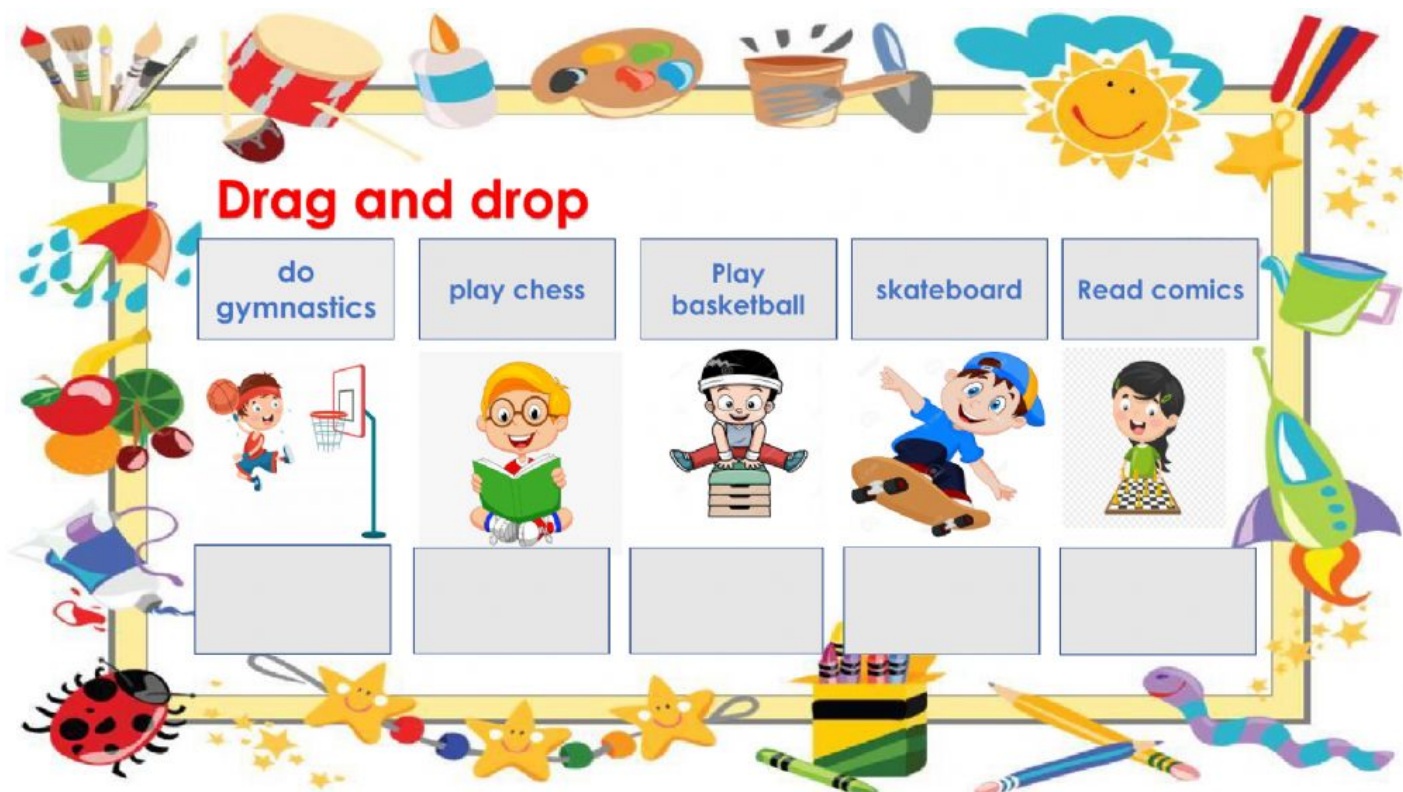 Drag and drop
do
gymnastics
play chess
Play
basketball
skateboard
Read comics